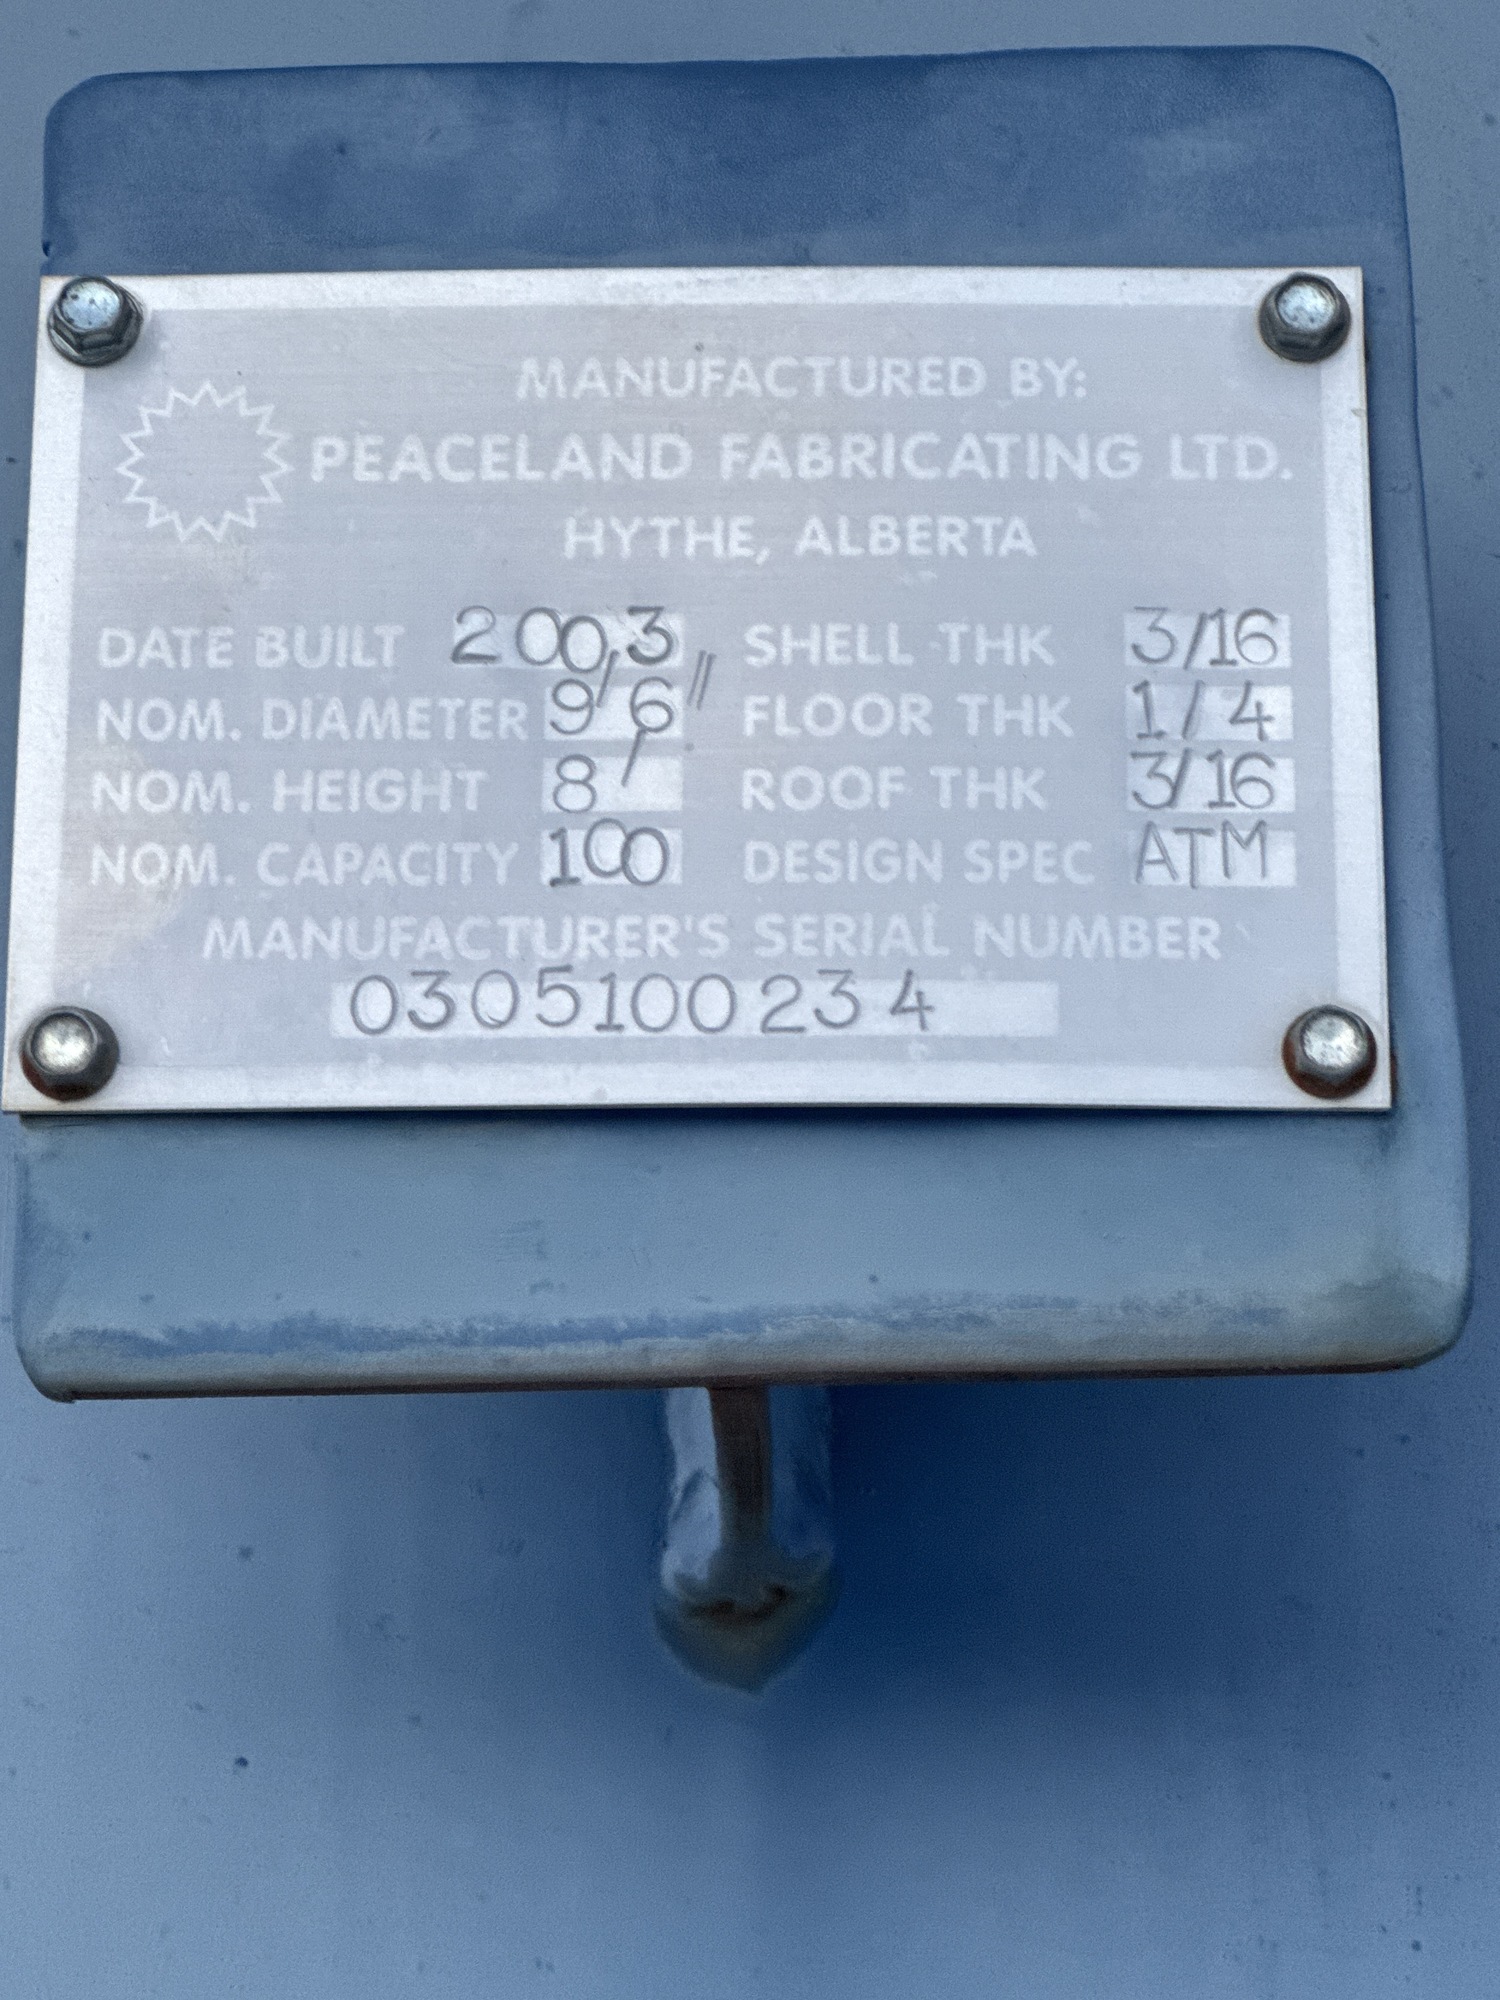 MANUFACTURED BY:
PEACELAND FABRICATING LTD.
HYTHE, ALBERTA
DATE BUILT 2003 SHELL THK 3/16
NOM. DIAMETER 9'6" FLOOR THK 1/4
NOM. HEIGHT 8' ROOF THK 3/16
NOM. CAPACITY 100 DESIGN SPEC ATM
MANUFACTURER'S SERIAL NUMBER
0305100234